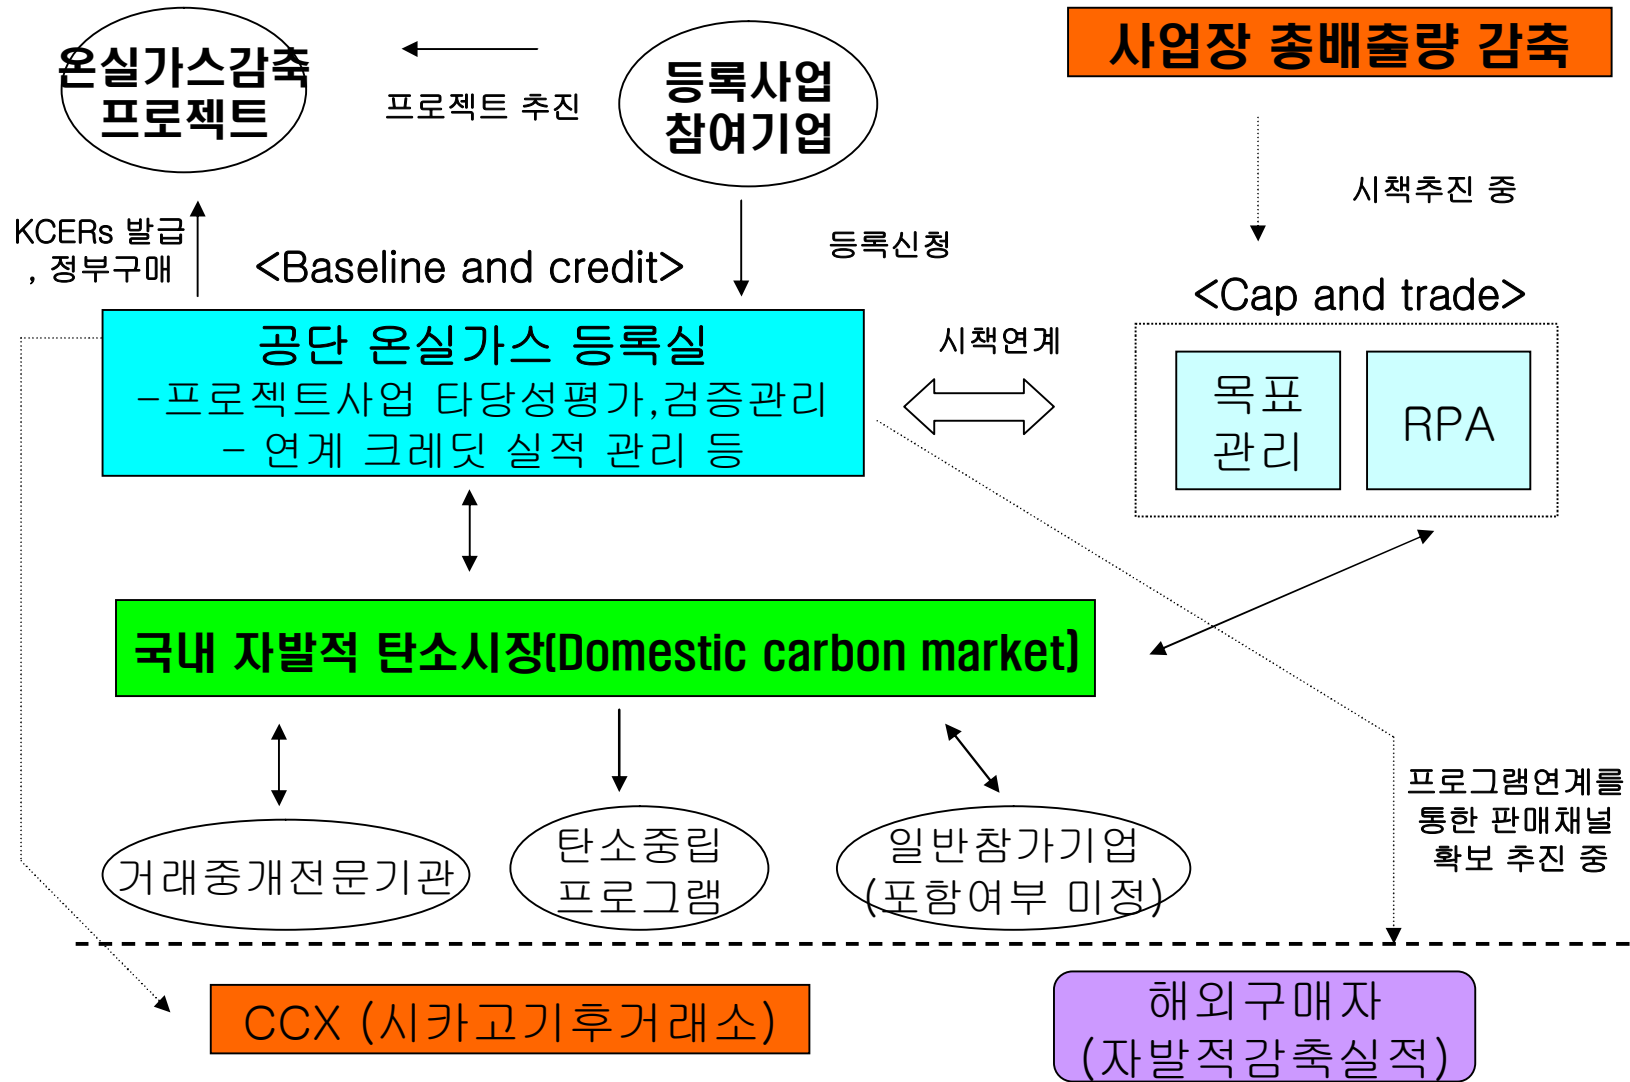 온실가스감축
프로젝트
프로젝트 추진
등록사업
참여기업
사업장 총배출량 감축
시책추진 중
KCERs 발급
, 정부구매
<Baseline and credit>
등록신청
<Cap and trade>
공단 온실가스 등록실
-프로젝트사업 타당성평가,검증관리
- 연계 크레딧 실적 관리 등
시책연계
목표
관리
RPA
국내 자발적 탄소시장(Domestic carbon market)
프로그램연계를
통한 판매채널
확보 추진 중
거래중개전문기관
탄소중립
프로그램
일반참가기업
(포함여부 미정)
CCX (시카고기후거래소)
해외구매자
(자발적감축실적)